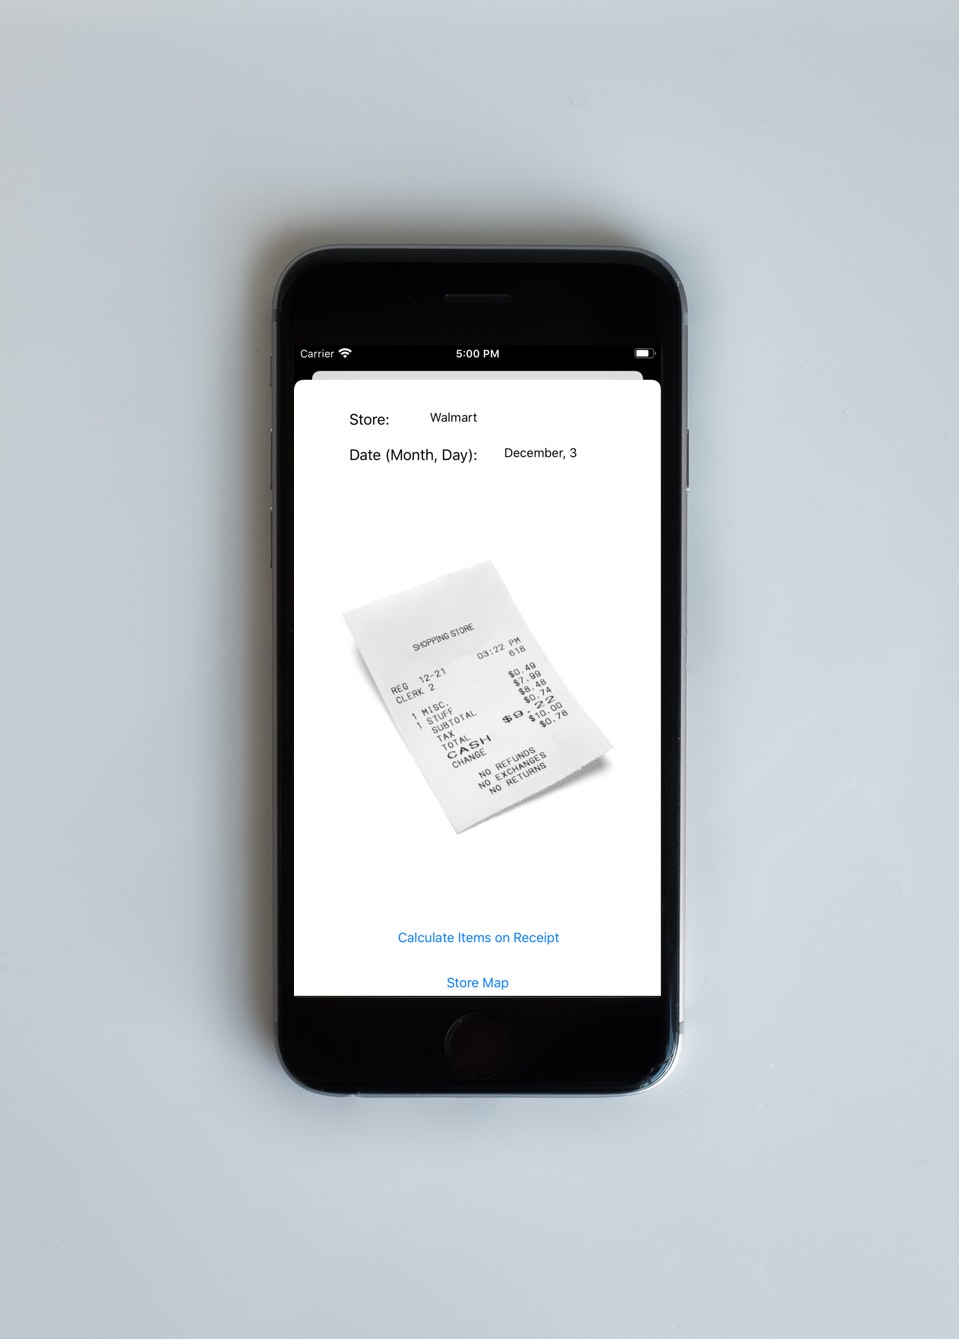 Carrier 5:00 PM
Store: Walmart
Date (Month, Day): December, 3
SHOPPING STORE
03:22 PM
REG 12-21 618
CLERK 2
1 MISC. $0.49
1 STUFF $7.99
SUBTOTAL $8.48
TAX $0.74
TOTAL $9.22
CASH $10.00
CHANGE $0.78
NO REFUNDS
NO EXCHANGES
NO RETURNS
Calculate Items on Receipt
Store Map